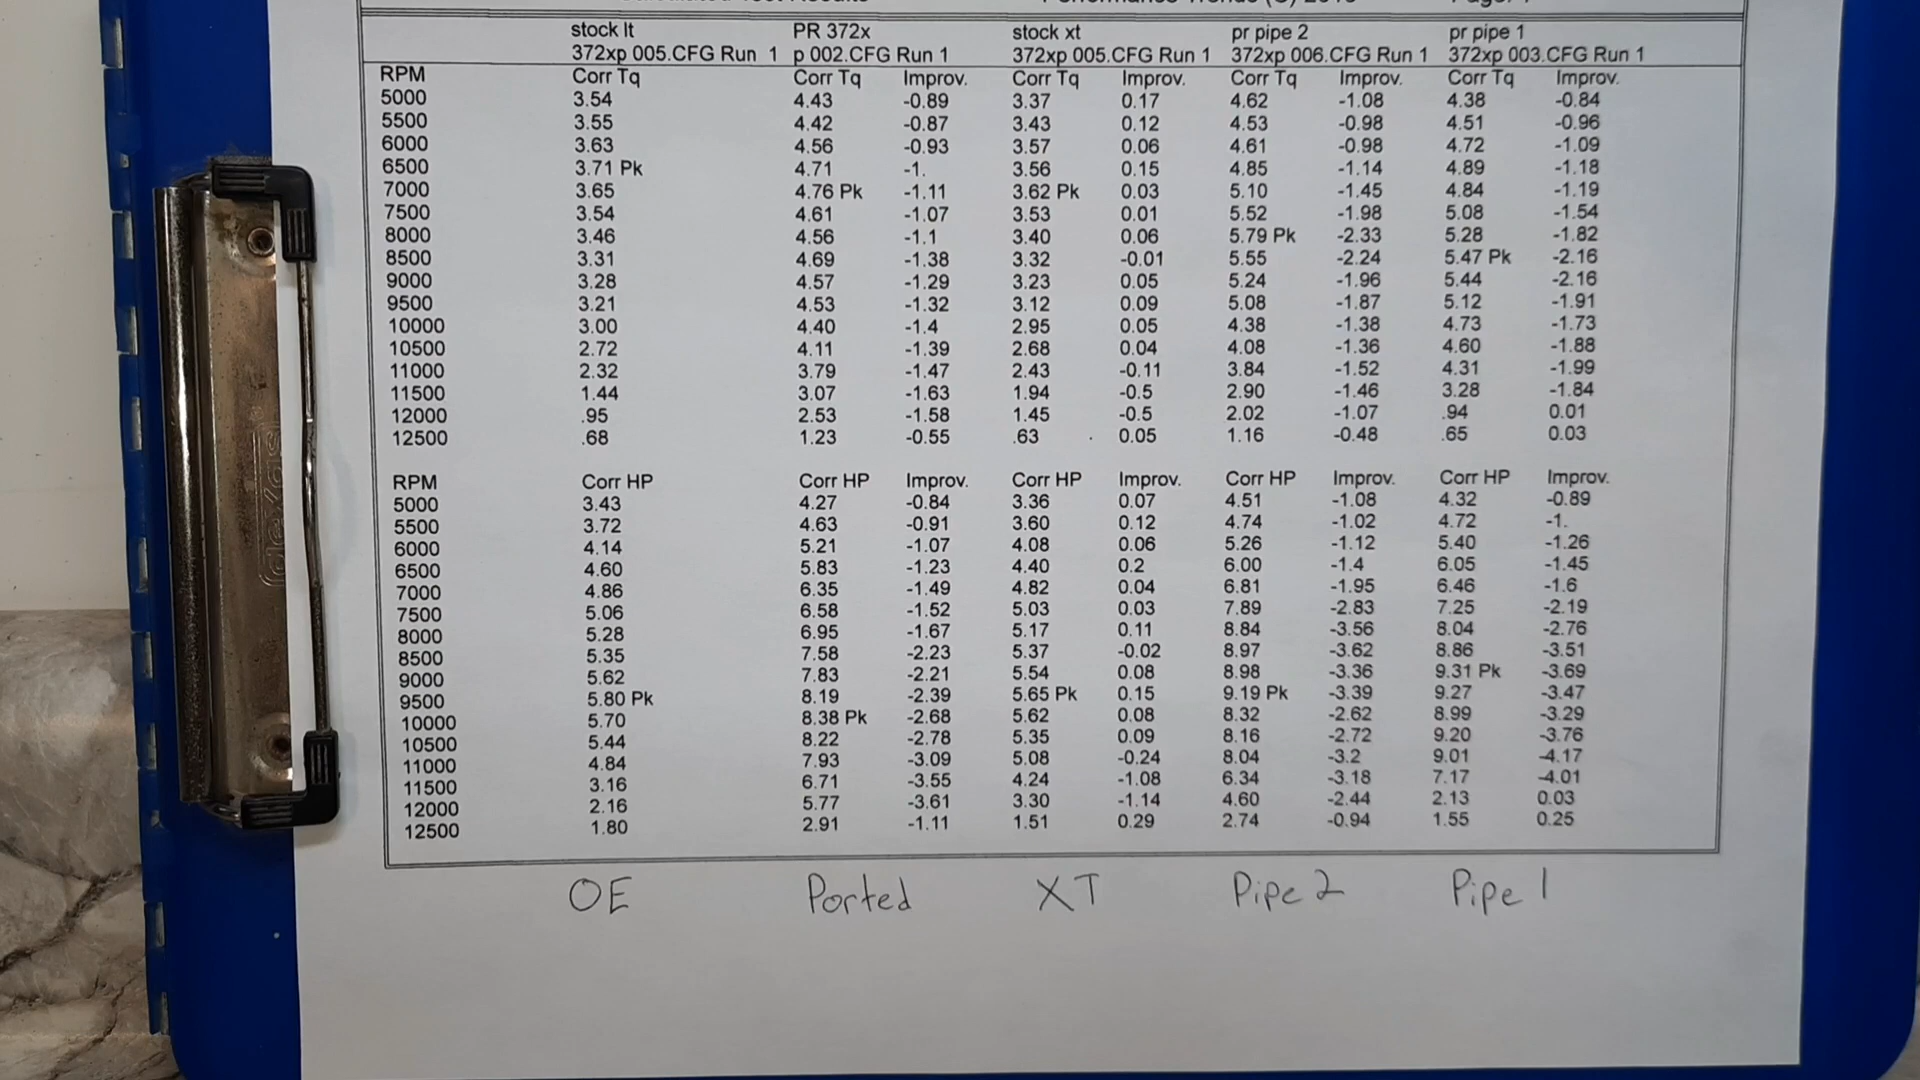 stock lt PR 372x stock xt pr pipe 2 pr pipe 1
372xp 005.CFG Run 1 p 002.CFG Run 1 372xp 005.CFG Run 1 372xp 006.CFG Run 1 372xp 003.CFG Run 1
RPM Corr Tq Corr Tq Improv. Corr Tq Improv. Corr Tq Improv. Corr Tq Improv.
5000 3.54 4.43 -0.89 3.37 0.17 4.62 -1.08 4.38 -0.84
5500 3.55 4.42 -0.87 3.43 0.12 4.53 -0.98 4.51 -0.96
6000 3.63 4.56 -0.93 3.57 0.06 4.61 -0.98 4.72 -1.09
6500 3.71 Pk 4.71 -1. 3.56 0.15 4.85 -1.14 4.89 -1.18
7000 3.65 4.76 Pk -1.11 3.62 Pk 0.03 5.10 -1.45 4.84 -1.19
7500 3.54 4.61 -1.07 3.53 0.01 5.52 -1.98 5.08 -1.54
8000 3.46 4.56 -1.1 3.40 0.06 5.79 Pk -2.33 5.28 -1.82
8500 3.31 4.69 -1.38 3.32 -0.01 5.55 -2.24 5.47 Pk -2.16
9000 3.28 4.57 -1.29 3.23 0.05 5.24 -1.96 5.44 -2.16
9500 3.21 4.53 -1.32 3.12 0.09 5.08 -1.87 5.12 -1.91
10000 3.00 4.40 -1.4 2.95 0.05 4.38 -1.38 4.73 -1.73
10500 2.72 4.11 -1.39 2.68 0.04 4.08 -1.36 4.60 -1.88
11000 2.32 3.79 -1.47 2.43 -0.11 3.84 -1.52 4.31 -1.99
11500 1.44 3.07 -1.63 1.94 -0.5 2.90 -1.46 3.28 -1.84
12000 .95 2.53 -1.58 1.45 -0.5 2.02 -1.07 .94 0.01
12500 .68 1.23 -0.55 .63 0.05 1.16 -0.48 .65 0.03
RPM Corr HP Corr HP Improv. Corr HP Improv. Corr HP Improv. Corr HP Improv.
5000 3.43 4.27 -0.84 3.36 0.07 4.51 -1.08 4.32 -0.89
5500 3.72 4.63 -0.91 3.60 0.12 4.74 -1.02 4.72 -1.
6000 4.14 5.21 -1.07 4.08 0.06 5.26 -1.12 5.40 -1.26
6500 4.60 5.83 -1.23 4.40 0.2 6.00 -1.4 6.05 -1.45
7000 4.86 6.35 -1.49 4.82 0.04 6.81 -1.95 6.46 -1.6
7500 5.06 6.58 -1.52 5.03 0.03 7.89 -2.83 7.25 -2.19
8000 5.28 6.95 -1.67 5.17 0.11 8.84 -3.56 8.04 -2.76
8500 5.35 7.58 -2.23 5.37 -0.02 8.97 -3.62 8.86 -3.51
9000 5.62 7.83 -2.21 5.54 0.08 8.98 -3.36 9.31 Pk -3.69
9500 5.80 Pk 8.19 -2.39 5.65 Pk 0.15 9.19 Pk -3.39 9.27 -3.47
10000 5.70 8.38 Pk -2.68 5.62 0.08 8.32 -2.62 8.99 -3.29
10500 5.44 8.22 -2.78 5.35 0.09 8.16 -2.72 9.20 -3.76
11000 4.84 7.93 -3.09 5.08 -0.24 8.04 -3.2 9.01 -4.17
11500 3.16 6.71 -3.55 4.24 -1.08 6.34 -3.18 7.17 -4.01
12000 2.16 5.77 -3.61 3.30 -1.14 4.60 -2.44 2.13 0.03
12500 1.80 2.91 -1.11 1.51 0.29 2.74 -0.94 1.55 0.25
OE Ported XT Pipe 2 Pipe 1